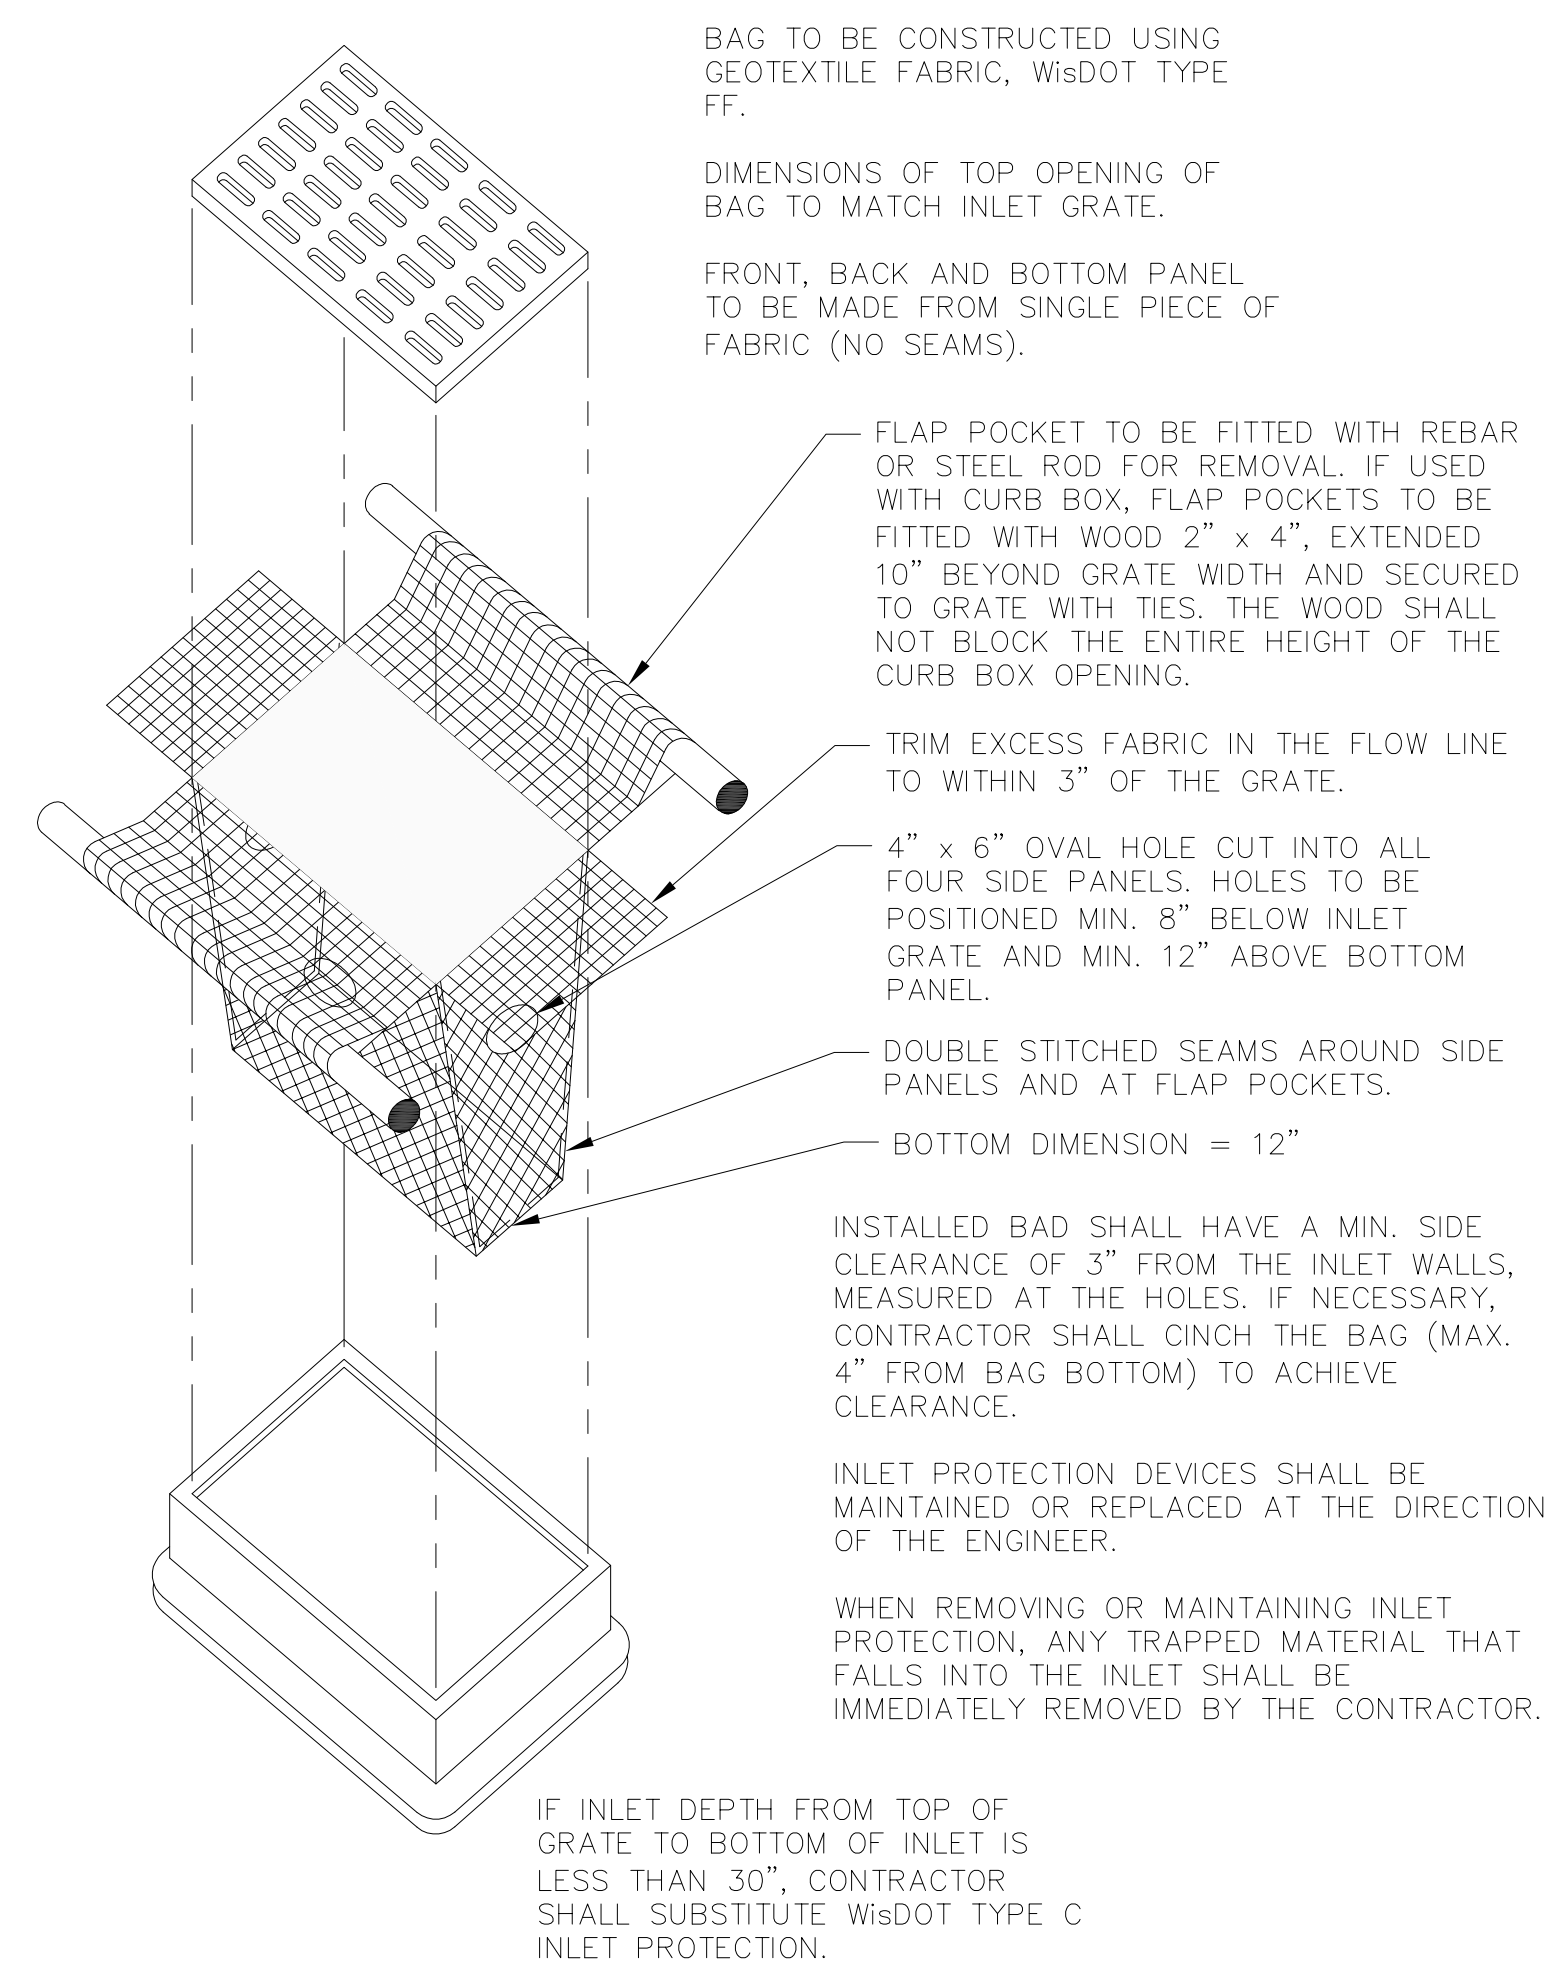 BAG TO BE CONSTRUCTED USING
GEOTEXTILE FABRIC, WisDOT TYPE
FF.
DIMENSIONS OF TOP OPENING OF
BAG TO MATCH INLET GRATE.
FRONT, BACK AND BOTTOM PANEL
TO BE MADE FROM SINGLE PIECE OF
FABRIC (NO SEAMS).
FLAP POCKET TO BE FITTED WITH REBAR
OR STEEL ROD FOR REMOVAL. IF USED
WITH CURB BOX, FLAP POCKETS TO BE
FITTED WITH WOOD 2” x 4”, EXTENDED
10” BEYOND GRATE WIDTH AND SECURED
TO GRATE WITH TIES. THE WOOD SHALL
NOT BLOCK THE ENTIRE HEIGHT OF THE
CURB BOX OPENING.
TRIM EXCESS FABRIC IN THE FLOW LINE
TO WITHIN 3” OF THE GRATE.
4” x 6” OVAL HOLE CUT INTO ALL
FOUR SIDE PANELS. HOLES TO BE
POSITIONED MIN. 8” BELOW INLET
GRATE AND MIN. 12” ABOVE BOTTOM
PANEL.
DOUBLE STITCHED SEAMS AROUND SIDE
PANELS AND AT FLAP POCKETS.
BOTTOM DIMENSION = 12”
INSTALLED BAD SHALL HAVE A MIN. SIDE
CLEARANCE OF 3” FROM THE INLET WALLS,
MEASURED AT THE HOLES. IF NECESSARY,
CONTRACTOR SHALL CINCH THE BAG (MAX.
4” FROM BAG BOTTOM) TO ACHIEVE
CLEARANCE.
INLET PROTECTION DEVICES SHALL BE
MAINTAINED OR REPLACED AT THE DIRECTION
OF THE ENGINEER.
WHEN REMOVING OR MAINTAINING INLET
PROTECTION, ANY TRAPPED MATERIAL THAT
FALLS INTO THE INLET SHALL BE
IMMEDIATELY REMOVED BY THE CONTRACTOR.
IF INLET DEPTH FROM TOP OF
GRATE TO BOTTOM OF INLET IS
LESS THAN 30”, CONTRACTOR
SHALL SUBSTITUTE WisDOT TYPE C
INLET PROTECTION.